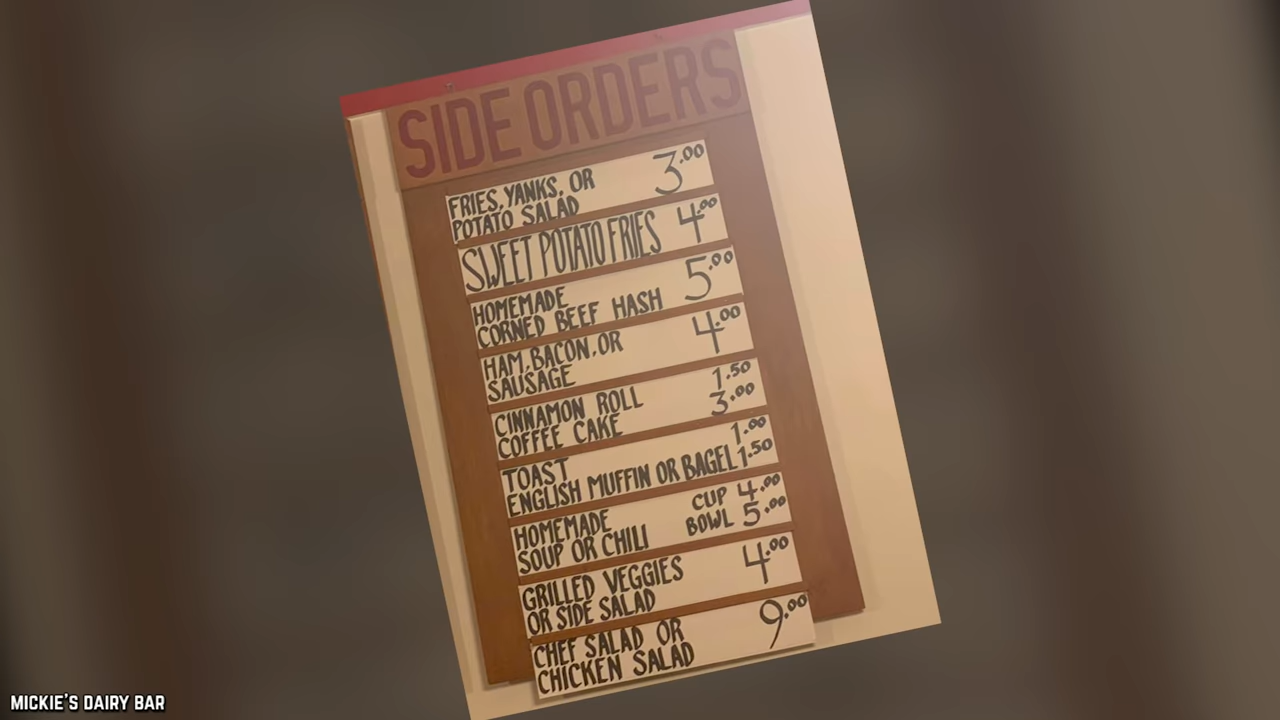 SIDE ORDERS
FRIES, YANKS, OR 3.00
POTATO SALAD
SWEET POTATO FRIES 4.00
HOMEMADE 5.00
CORNED BEEF HASH
HAM, BACON, OR 4.00
SAUSAGE
CINNAMON ROLL 1.50
COFFEE CAKE 3.00
TOAST 1.00
ENGLISH MUFFIN OR BAGEL 1.50
HOMEMADE CUP 4.00
SOUP OR CHILI BOWL 5.00
GRILLED VEGGIES 4.00
OR SIDE SALAD
CHEF SALAD OR 9.00
CHICKEN SALAD
MICKIE'S DAIRY BAR